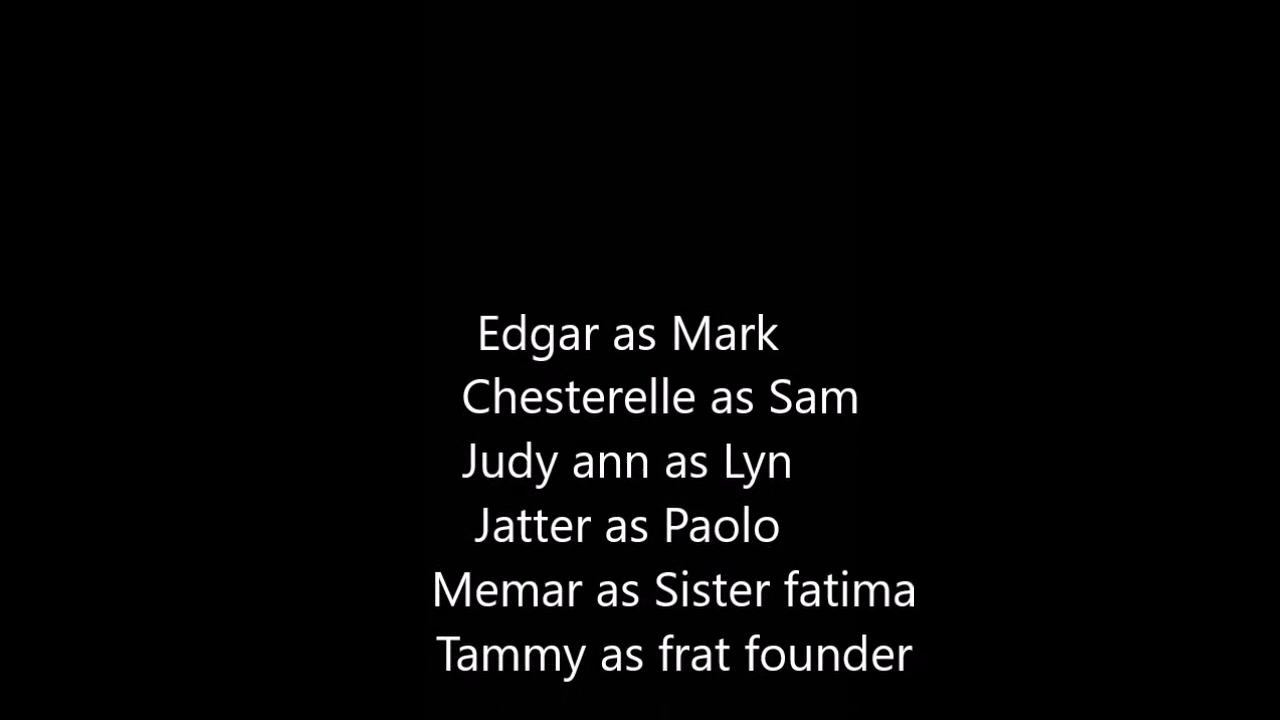 Edgar as Mark
Chesterelle as Sam
Judy ann as Lyn
Jatter as Paolo
Memar as Sister fatima
Tammy as frat founder